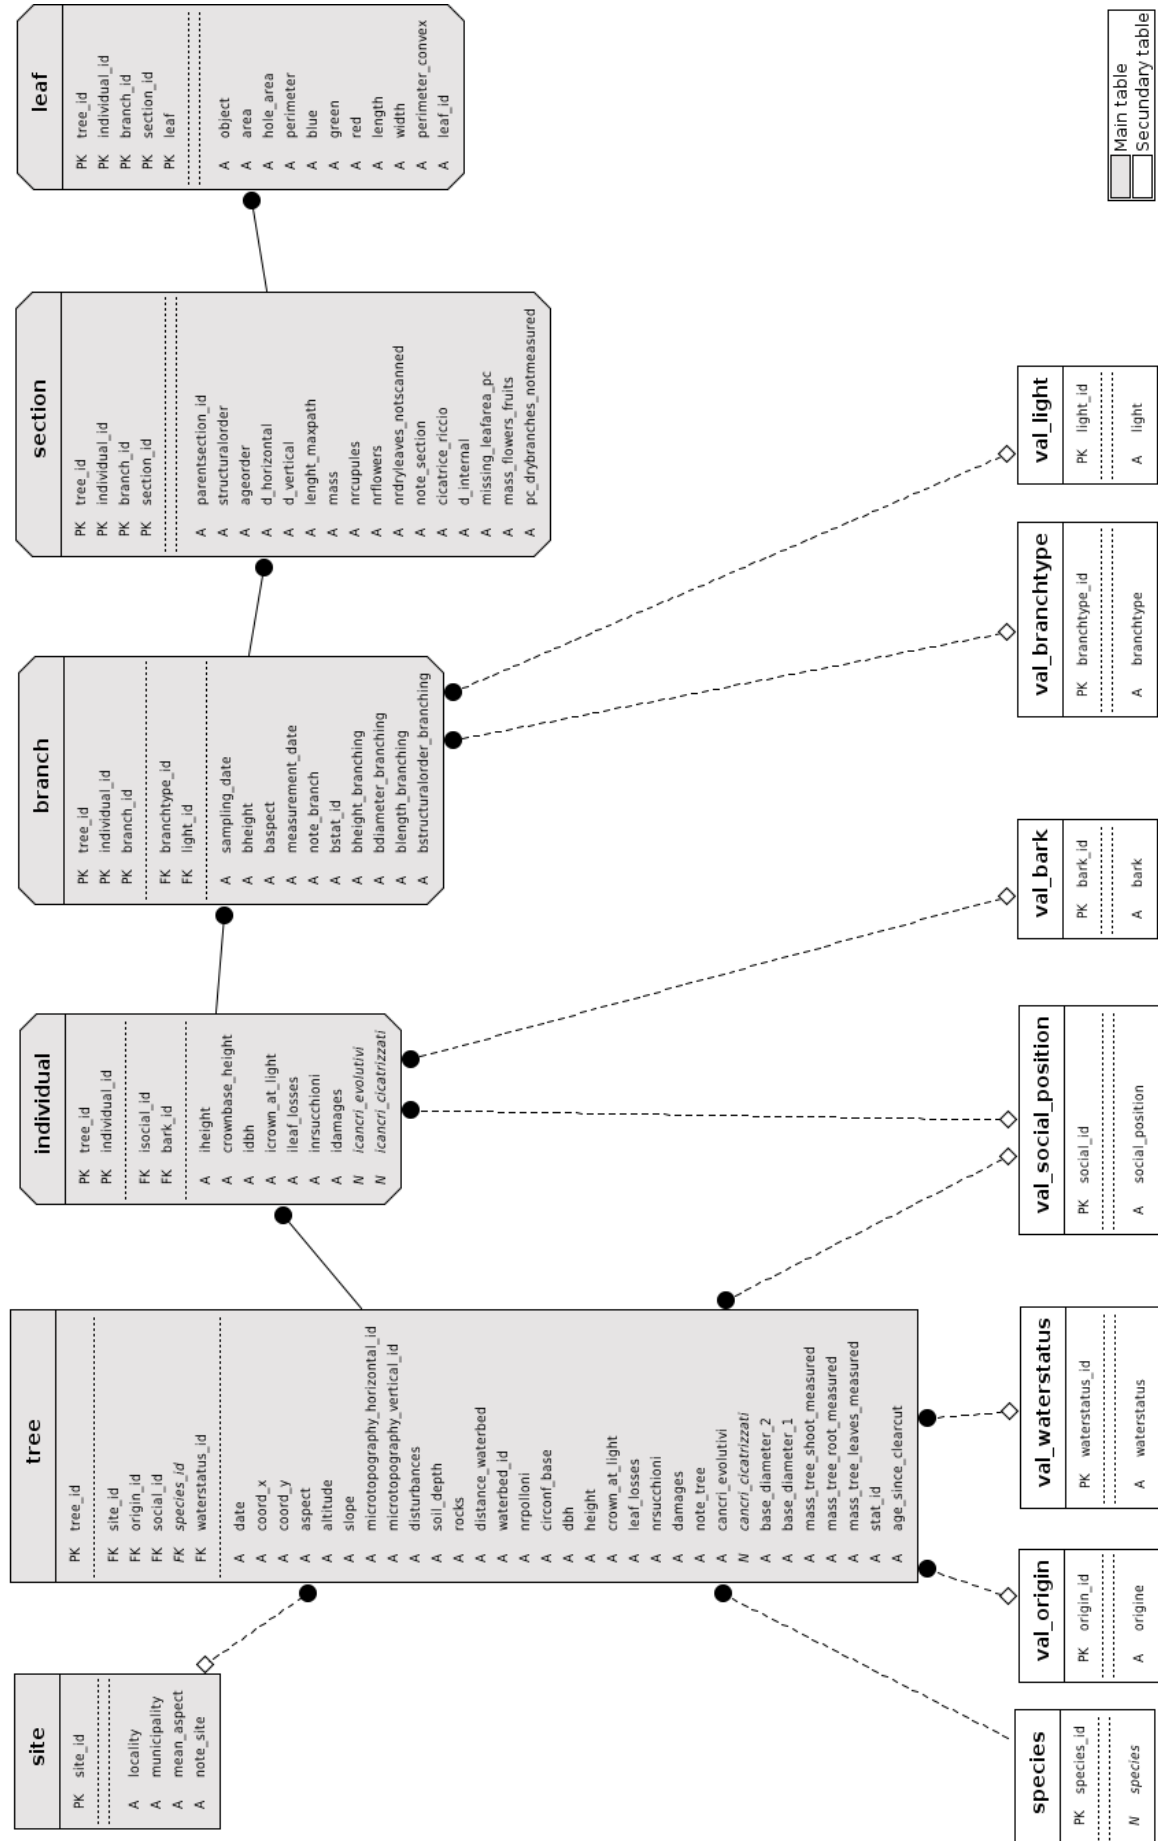 site
PK site_id
A locality
A municipality
A mean_aspect
A note_site
tree
PK tree_id
FK site_id
FK origin_id
FK social_id
FK species_id
FK waterstatus_id
A date
A coord_x
A coord_y
A aspect
A altitude
A slope
A microtopography_horizontal_id
A microtopography_vertical_id
A disturbances
A soil_depth
A rocks
A distance_waterbed
A waterbed_id
A nrpolloni
A circonf_base
A dbh
A height
A crown_at_light
A leaf_losses
A nrsucchioni
A damages
A note_tree
A cancri_evolutivi
N cancri_cicatrizzati
A base_diameter_2
A base_diameter_1
A mass_tree_shoot_measured
A mass_tree_root_measured
A mass_tree_leaves_measured
A stat_id
A age_since_clearcut
individual
PK tree_id
PK individual_id
FK isocial_id
FK bark_id
A iheight
A crownbase_height
A idbh
A icrown_at_light
A ileaf_losses
A inrsucchioni
A idamages
N icancri_evolutivi
N icancri_cicatrizzati
branch
PK tree_id
PK individual_id
PK branch_id
FK branchtype_id
FK light_id
A sampling_date
A bheight
A baspect
A measurement_date
A note_branch
A bstat_id
A bheight_branching
A bdiameter_branching
A blength_branching
A bstructuralorder_branching
section
PK tree_id
PK individual_id
PK branch_id
PK section_id
A parentsection_id
A structuralorder
A ageorder
A d_horizontal
A d_vertical
A lenght_maxpath
A mass
A nrcupules
A nrflowers
A nrdryleaves_notscanned
A note_section
A cicatrice_riccio
A d_internal
A missing_leafarea_pc
A mass_flowers_fruits
A pc_drybranches_notmeasured
leaf
PK tree_id
PK individual_id
PK branch_id
PK section_id
PK leaf
A object
A area
A hole_area
A perimeter
A blue
A green
A red
A length
A width
A perimeter_convex
A leaf_id
species
PK species_id
N species
val_origin
PK origin_id
A origine
val_waterstatus
PK waterstatus_id
A waterstatus
val_social_position
PK social_id
A social_position
val_bark
PK bark_id
A bark
val_branchtype
PK branchtype_id
A branchtype
val_light
PK light_id
A light
Main table
Secundary table